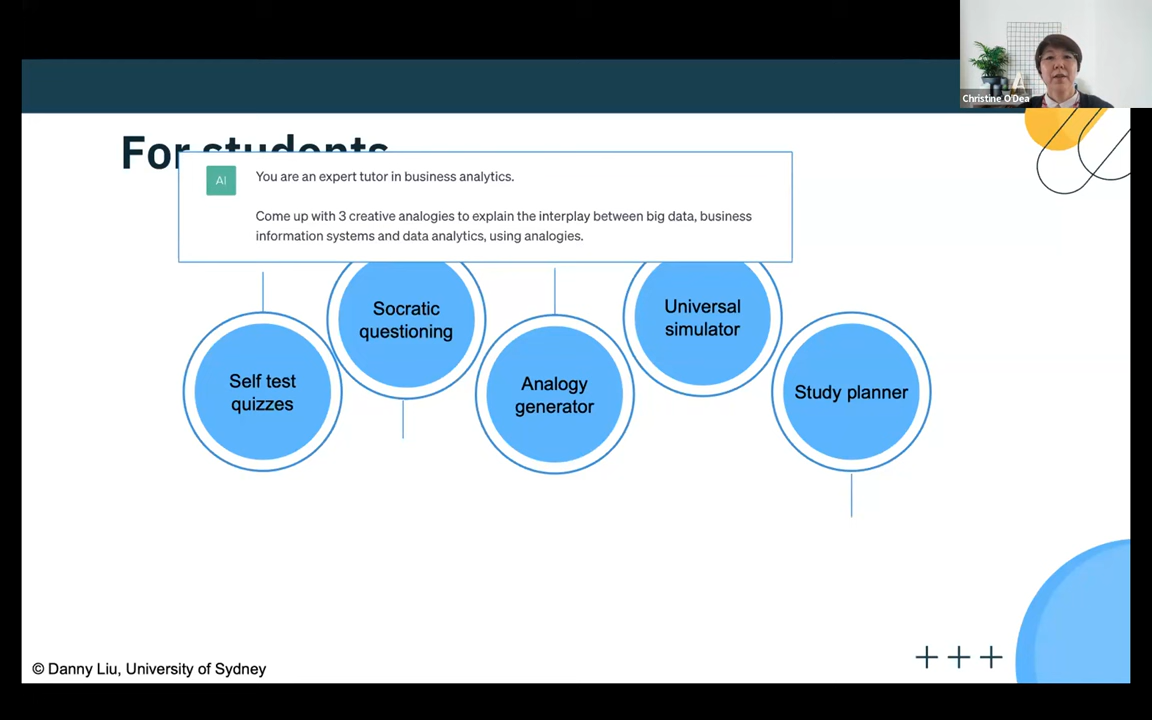 Christine O'Dea
For students
AI
You are an expert tutor in business analytics.
Come up with 3 creative analogies to explain the interplay between big data, business
information systems and data analytics, using analogies.
Self test
quizzes
Socratic
questioning
Analogy
generator
Universal
simulator
Study planner
© Danny Liu, University of Sydney